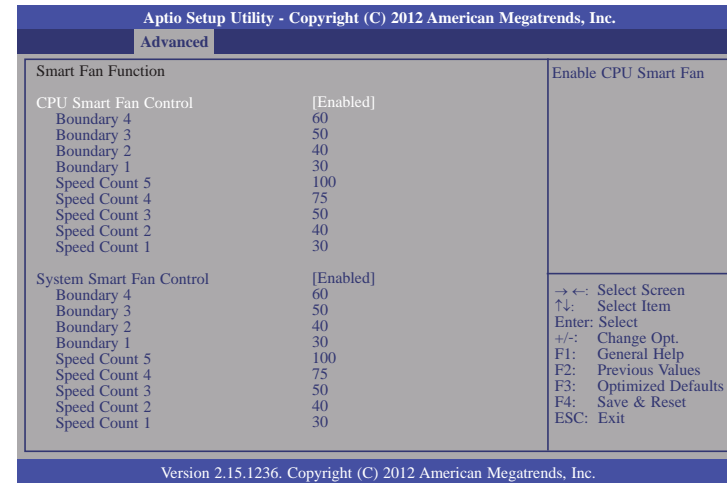 Aptio Setup Utility - Copyright (C) 2012 American Megatrends, Inc.
Advanced
Smart Fan Function
CPU Smart Fan Control [Enabled]
Boundary 4 60
Boundary 3 50
Boundary 2 40
Boundary 1 30
Speed Count 5 100
Speed Count 4 75
Speed Count 3 50
Speed Count 2 40
Speed Count 1 30
System Smart Fan Control [Enabled]
Boundary 4 60
Boundary 3 50
Boundary 2 40
Boundary 1 30
Speed Count 5 100
Speed Count 4 75
Speed Count 3 50
Speed Count 2 40
Speed Count 1 30
Enable CPU Smart Fan
→ ←: Select Screen
↑↓: Select Item
Enter: Select
+/-: Change Opt.
F1: General Help
F2: Previous Values
F3: Optimized Defaults
F4: Save & Reset
ESC: Exit
Version 2.15.1236. Copyright (C) 2012 American Megatrends, Inc.